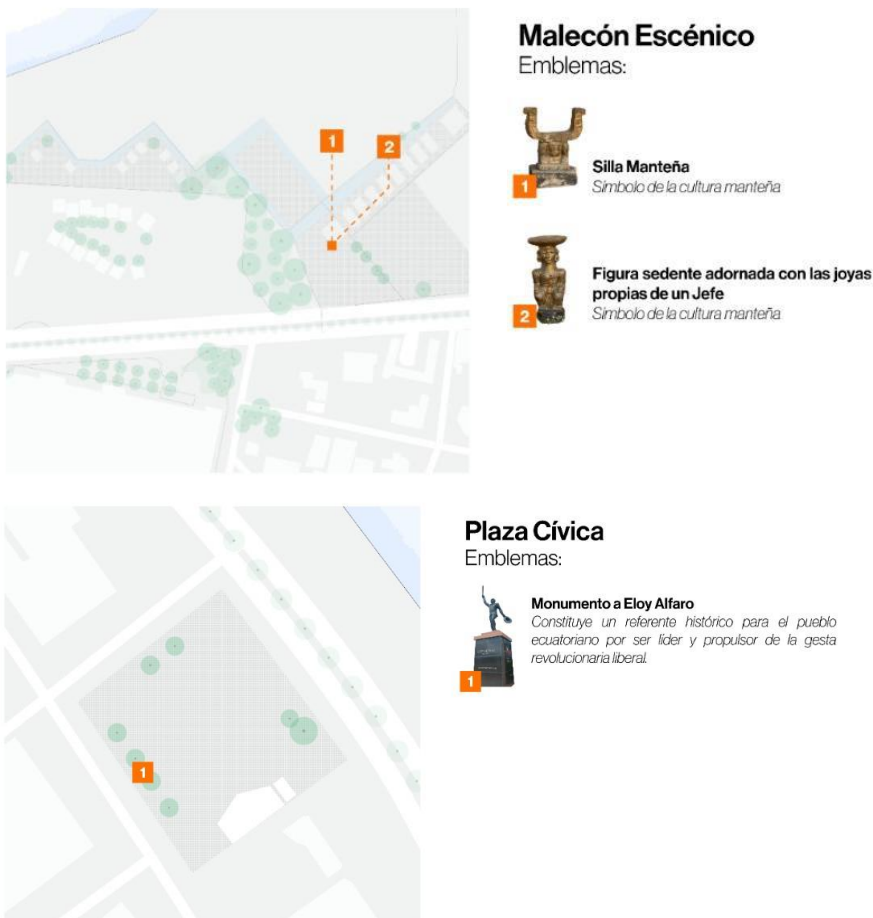 Malecón Escénico
Emblemas:
1
2
1
Silla Manteña
Símbolo de la cultura manteña
2
Figura sedente adornada con las joyas
propias de un Jefe
Símbolo de la cultura manteña
Plaza Cívica
Emblemas:
1
Monumento a Eloy Alfaro
Constituye un referente histórico para el pueblo
ecuatoriano por ser líder y propulsor de la gesta
revolucionaria liberal.
1